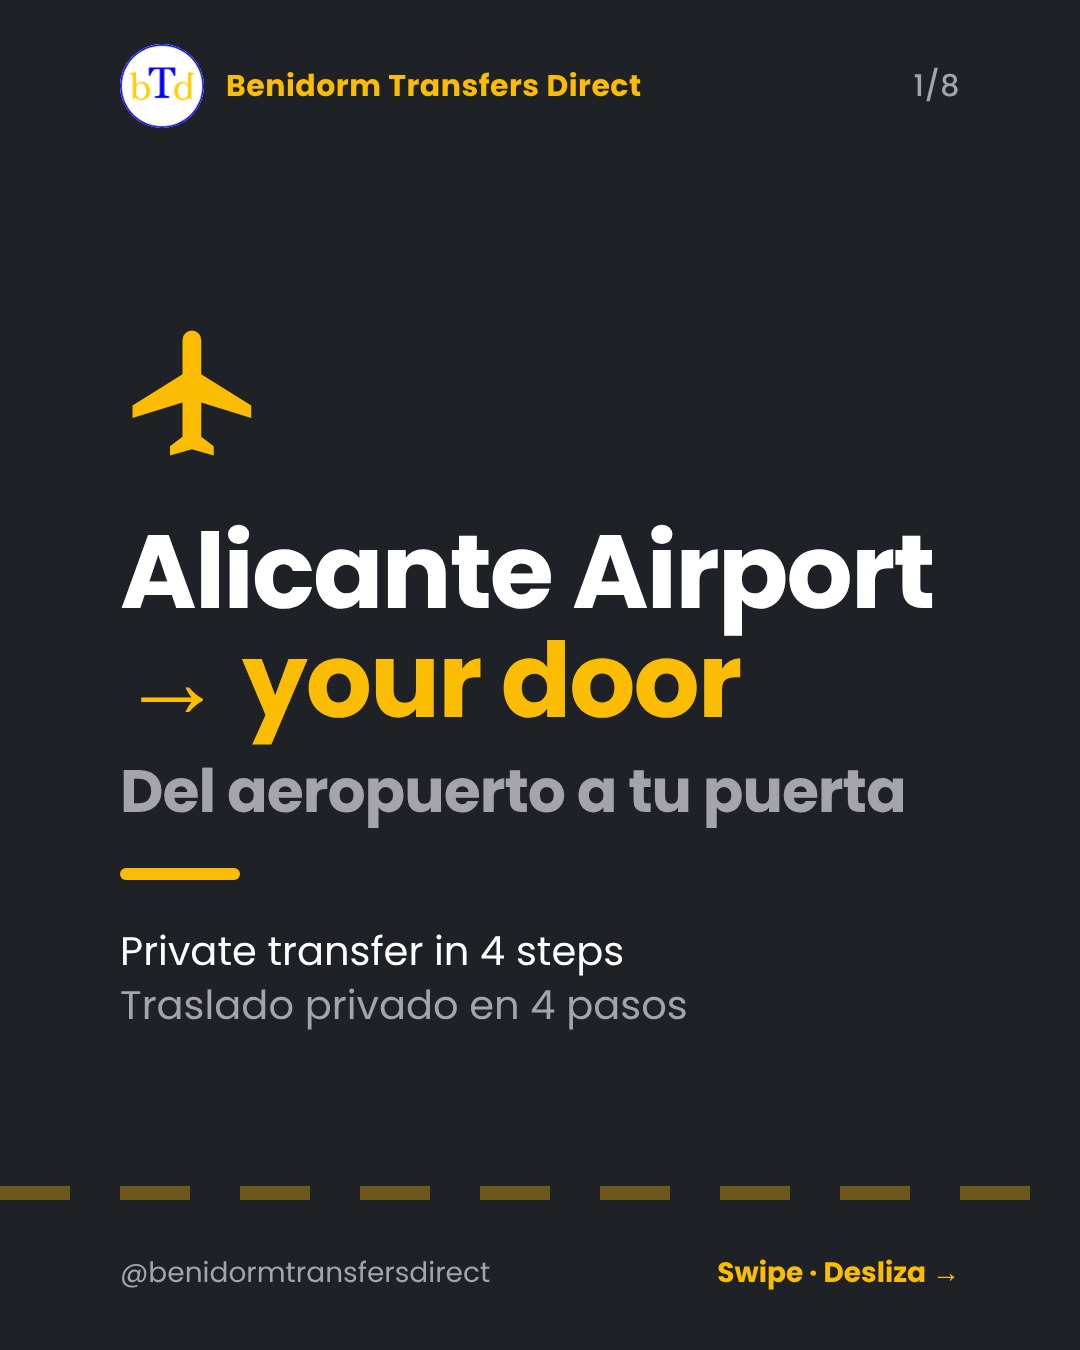 bTd
Benidorm Transfers Direct
1/8
Alicante Airport
→ your door
Del aeropuerto a tu puerta
Private transfer in 4 steps
Traslado privado en 4 pasos
@benidormtransfersdirect
Swipe · Desliza →